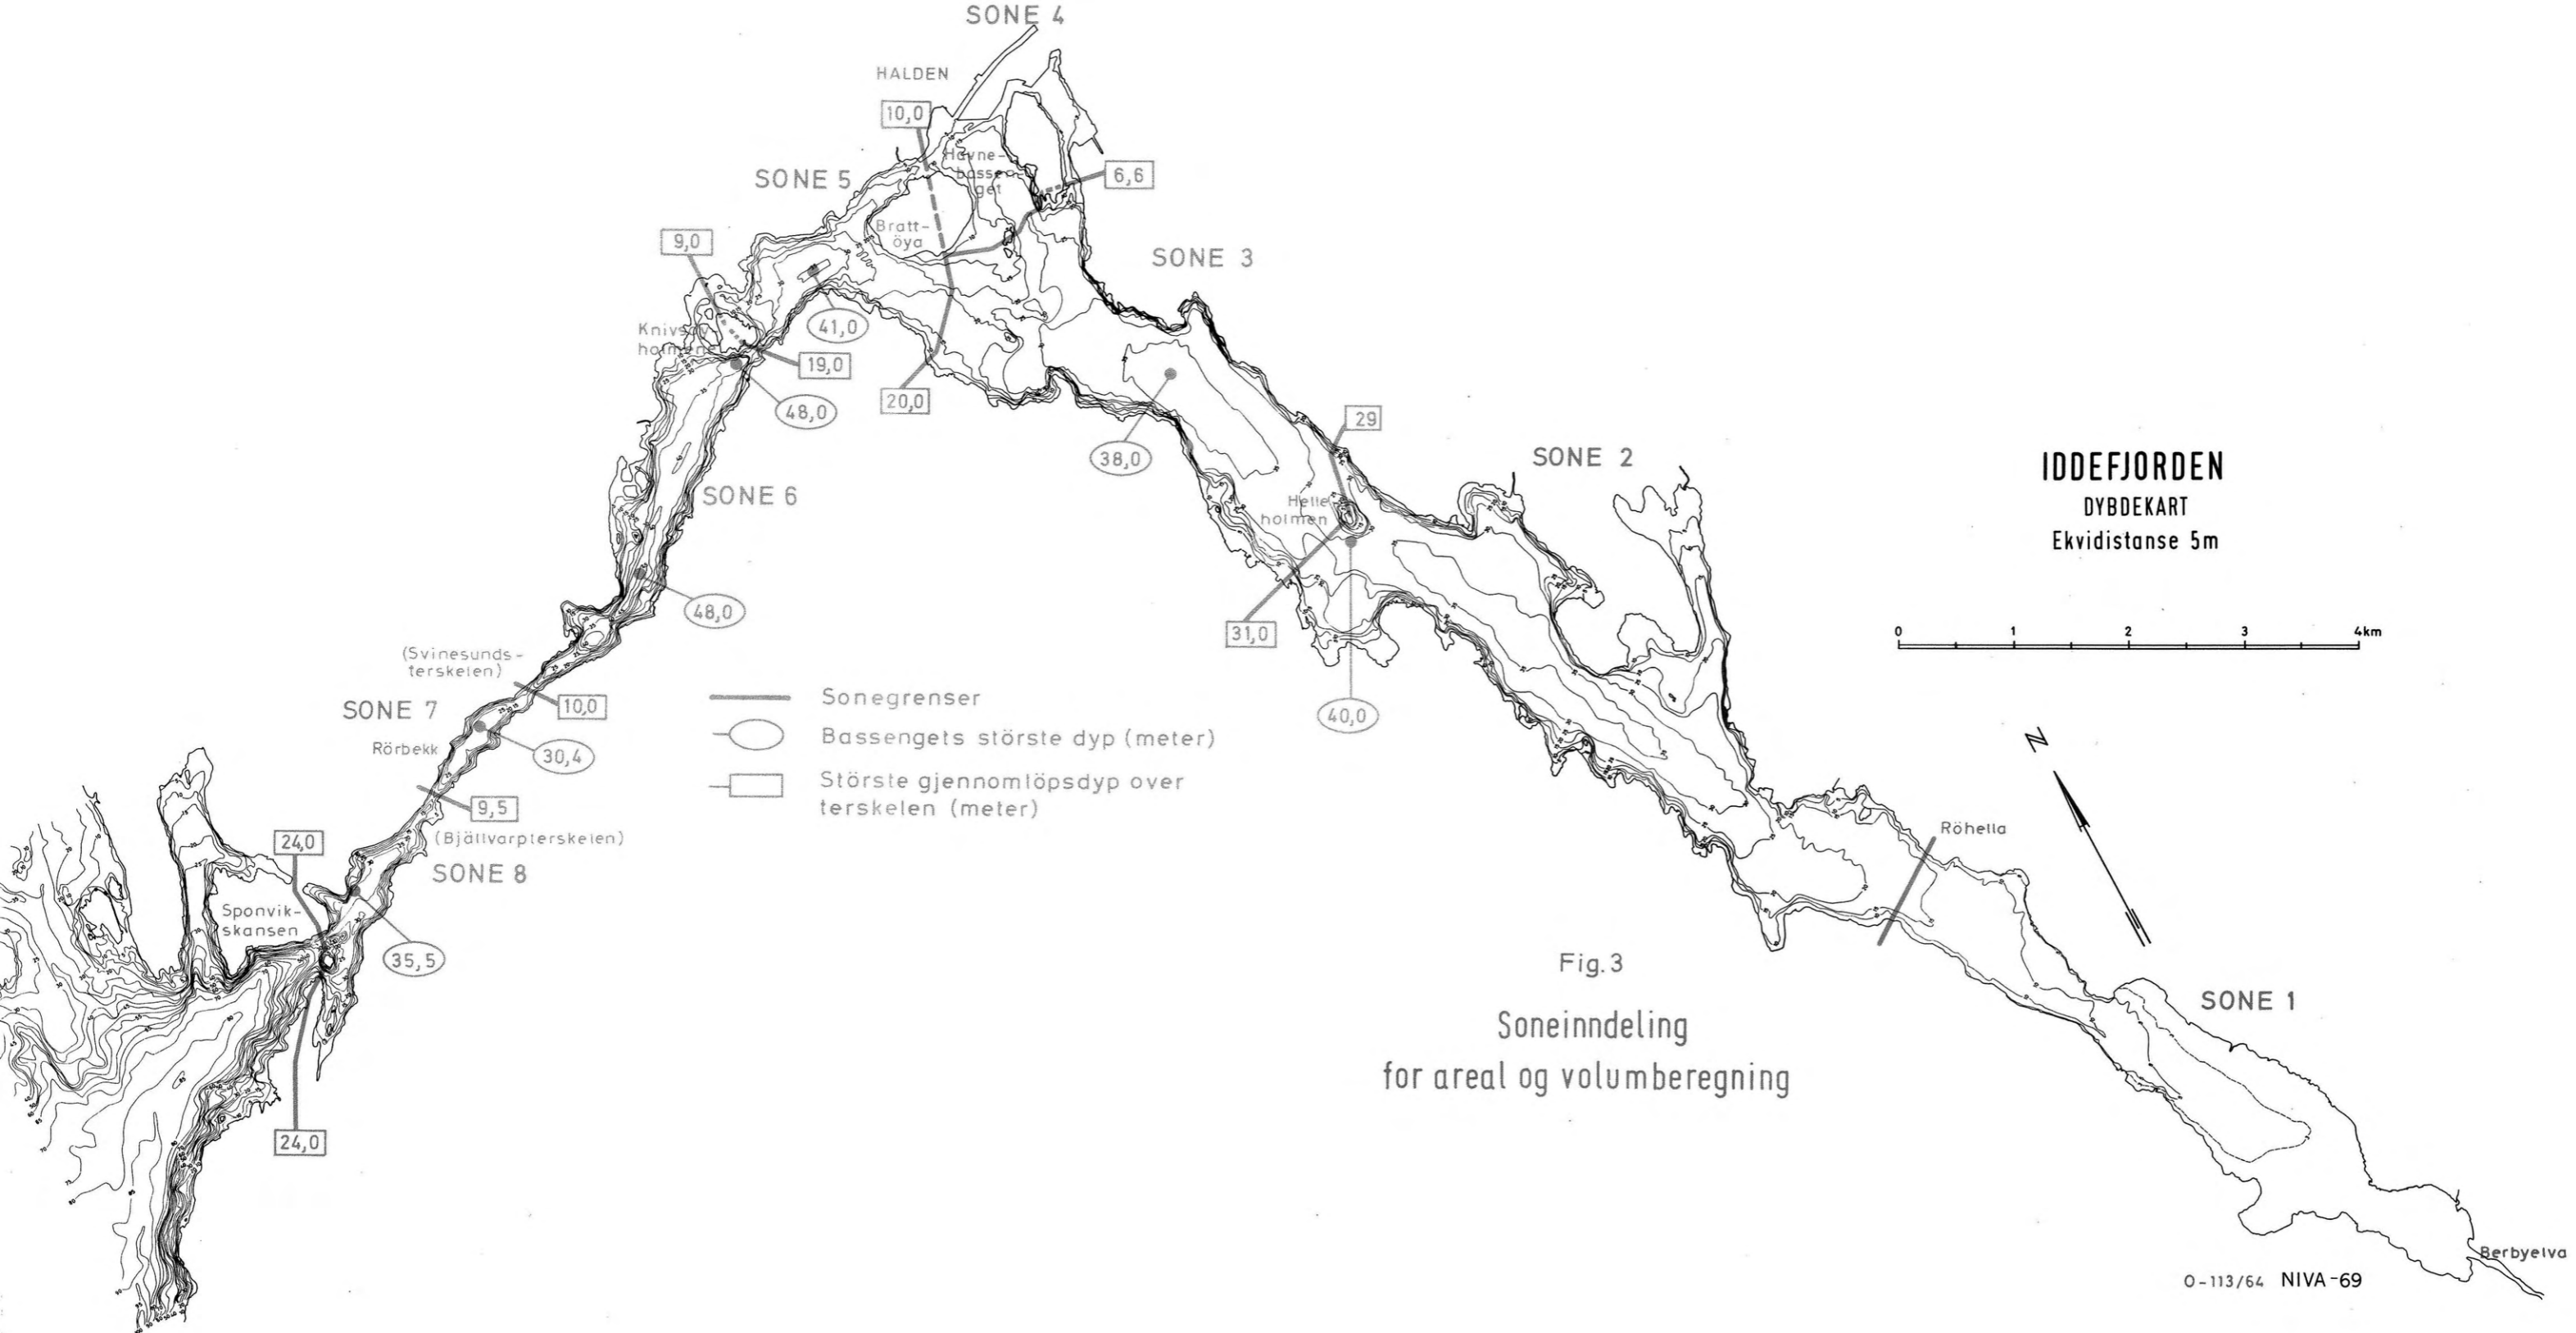 SONE 4
HALDEN
10,0
Havne-
bassen-
get
6,6
SONE 5
Bratt-
öya
9,0
SONE 3
41,0
19,0
20,0
48,0
38,0
29
SONE 2
SONE 6
Helle
holmen
48,0
31,0
40,0
(Svinesunds-
terskelen)
10,0
SONE 7
Rörbekk
30,4
9,5
(Bjällvarpterskelen)
24,0
SONE 8
Sponvik-
skansen
35,5
24,0
Sonegrenser
Bassengets störste dyp (meter)
Störste gjennomlöpsdyp over
terskelen (meter)
IDDEFJORDEN
DYBDEKART
Ekvidistanse 5m
0 1 2 3 4km
N
Röhella
Fig.3
Soneinndeling
for areal og volumberegning
SONE 1
Berbyelva
O-113/64 NIVA-69